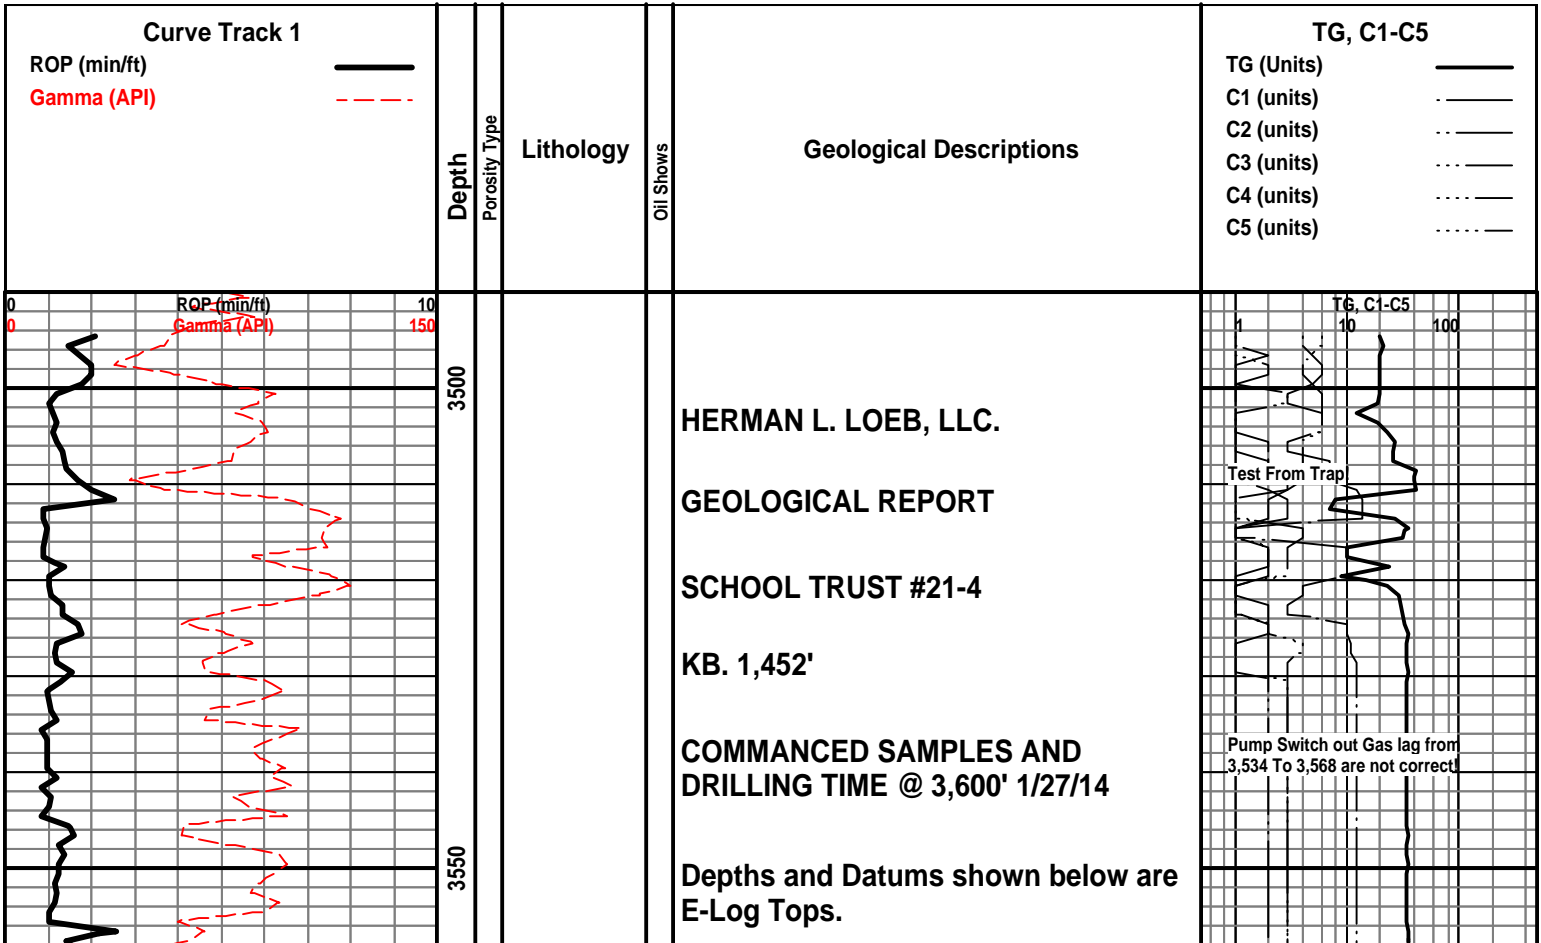 Curve Track 1
ROP (min/ft)
Gamma (API)
Depth
Porosity Type
Lithology
Oil Shows
Geological Descriptions
TG, C1-C5
TG (Units)
C1 (units)
C2 (units)
C3 (units)
C4 (units)
C5 (units)
0 ROP (min/ft) 10
0 Gamma (API) 150
TG, C1-C5
1 10 100
3500
HERMAN L. LOEB, LLC.
Test From Trap
GEOLOGICAL REPORT
SCHOOL TRUST #21-4
KB. 1,452'
COMMANCED SAMPLES AND
DRILLING TIME @ 3,600' 1/27/14
Pump Switch out Gas lag from
3,534 To 3,568 are not correct!
3550
Depths and Datums shown below are
E-Log Tops.